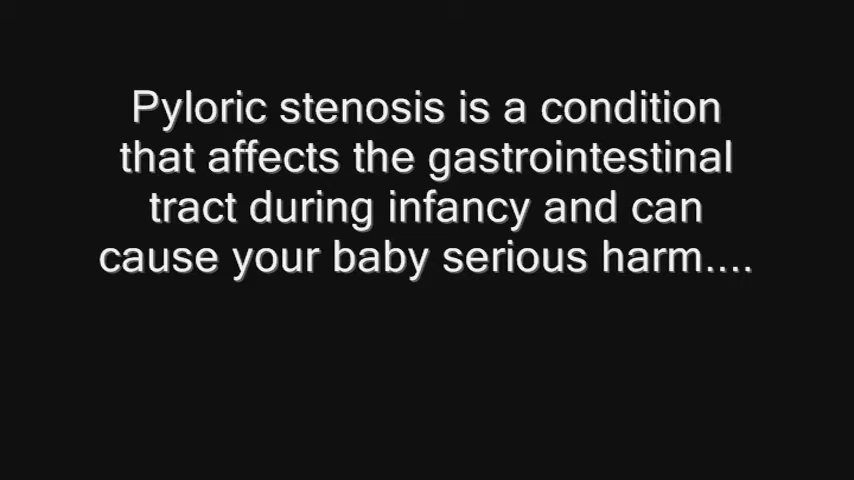 Pyloric stenosis is a condition
that affects the gastrointestinal
tract during infancy and can
cause your baby serious harm....